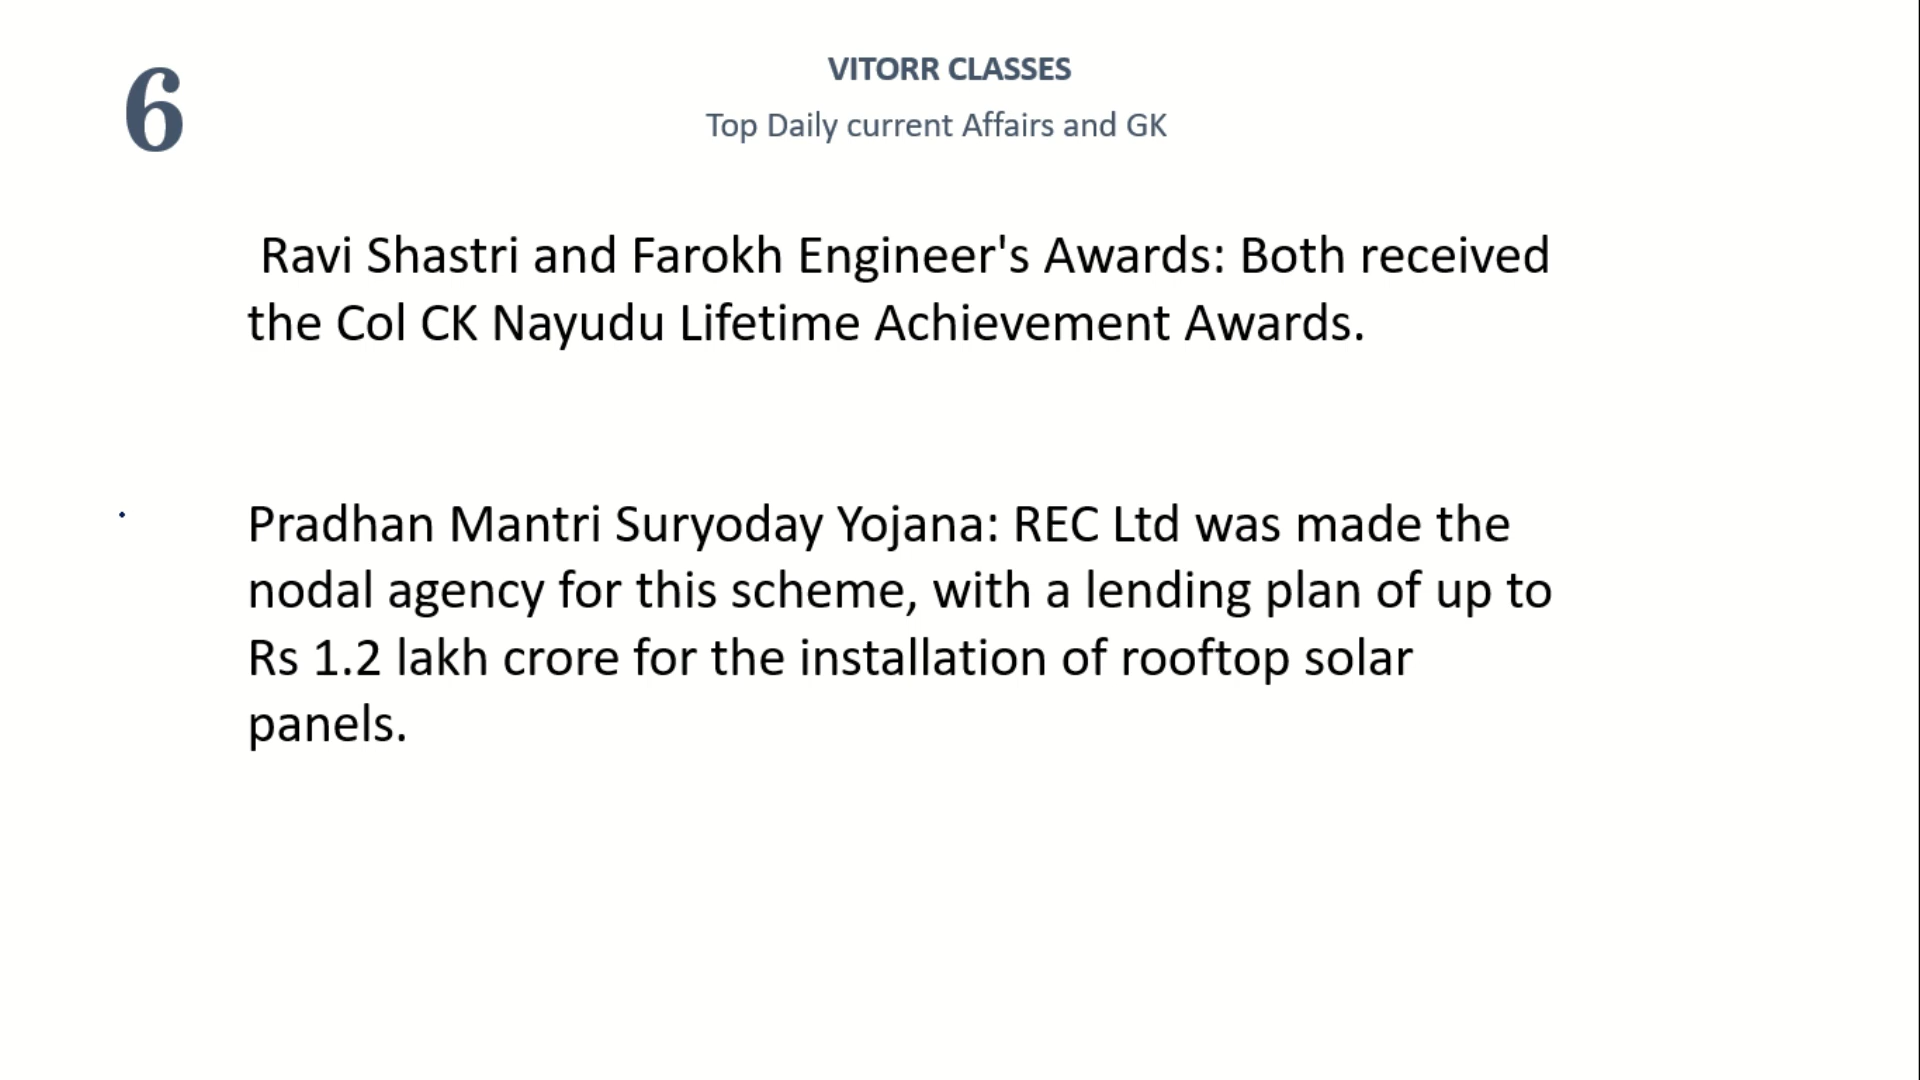 6
VITORR CLASSES
Top Daily current Affairs and GK
Ravi Shastri and Farokh Engineer's Awards: Both received
the Col CK Nayudu Lifetime Achievement Awards.
Pradhan Mantri Suryoday Yojana: REC Ltd was made the
nodal agency for this scheme, with a lending plan of up to
Rs 1.2 lakh crore for the installation of rooftop solar
panels.